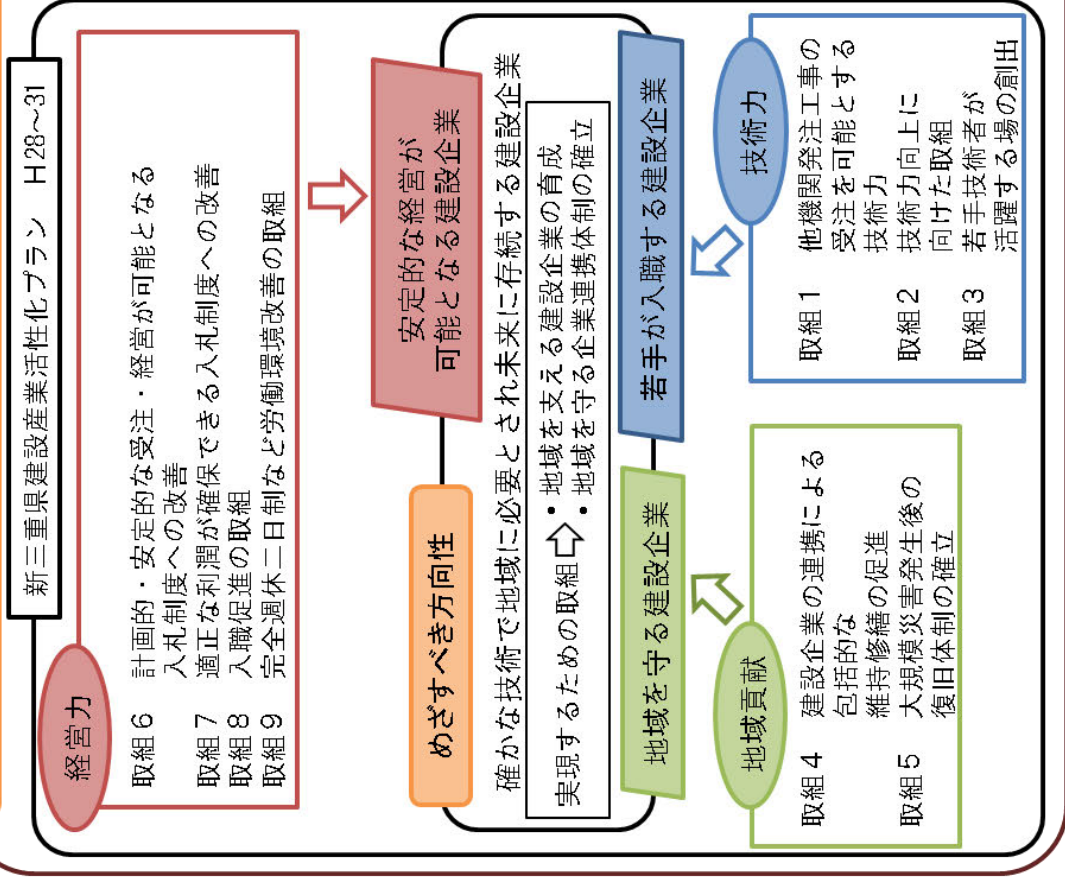 新三重県建設産業活性化プラン H28～31
経営力
取組6 計画的・安定的な受注・経営が可能となる
入札制度への改善
取組7 適正な利潤が確保できる入札制度への改善
取組8 入職促進の取組
取組9 完全週休二日制など労働環境改善の取組
安定的な経営が
可能となる建設企業
めざすべき方向性
確かな技術で地域に必要とされ未来に存続する建設企業
実現するための取組
・地域を支える建設企業の育成
・地域を守る企業連携体制の確立
地域を守る建設企業
若手が入職する建設企業
地域貢献
取組4 建設企業の連携による
包括的な
維持修繕の促進
取組5 大規模災害発生後の
復旧体制の確立
技術力
取組1 他機関発注工事の
受注を可能とする
技術力
取組2 技術力向上に
向けた取組
取組3 若手技術者が
活躍する場の創出